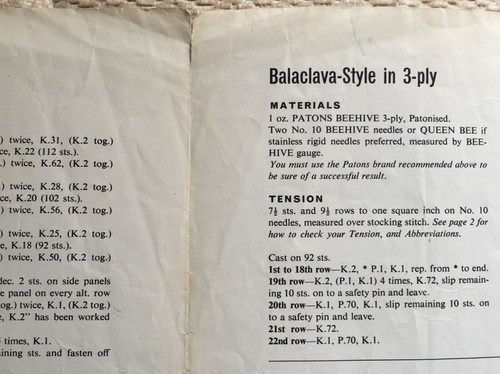 ) twice, K.31, (K.2 tog.)
ce, K.22 (112 sts.).
.) twice, K.62, (K.2 tog.)
) twice, K.28, (K.2 tog.)
ce, K.20 (102 sts.).
.) twice, K.56, (K.2 tog.)
) twice, K.25, (K.2 tog.)
e, K.18 (92 sts.).
) twice, K.50, (K.2 tog.)
dec. 2 sts. on side panels
e panel on every alt. row
og.) twice, K.1, (K.2 tog.)
, K.2" has been worked
times, K.1.
aining sts. and fasten off
Balaclava-Style in 3-ply
MATERIALS
1 oz. PATONS BEEHIVE 3-ply, Patonised.
Two No. 10 BEEHIVE needles or QUEEN BEE if
stainless rigid needles preferred, measured by BEE-
HIVE gauge.
You must use the Patons brand recommended above to
be sure of a successful result.
TENSION
7½ sts. and 9½ rows to one square inch on No. 10
needles, measured over stocking stitch. See page 2 for
how to check your Tension, and Abbreviations.
Cast on 92 sts.
1st to 18th row—K.2, * P.1, K.1, rep. from * to end.
19th row—K.2, (P.1, K.1) 4 times, K.72, slip remain-
ing 10 sts. on to a safety pin and leave.
20th row—K.1, P.70, K.1, slip remaining 10 sts. on
to a safety pin and leave.
21st row—K.72.
22nd row—K.1, P.70, K.1.